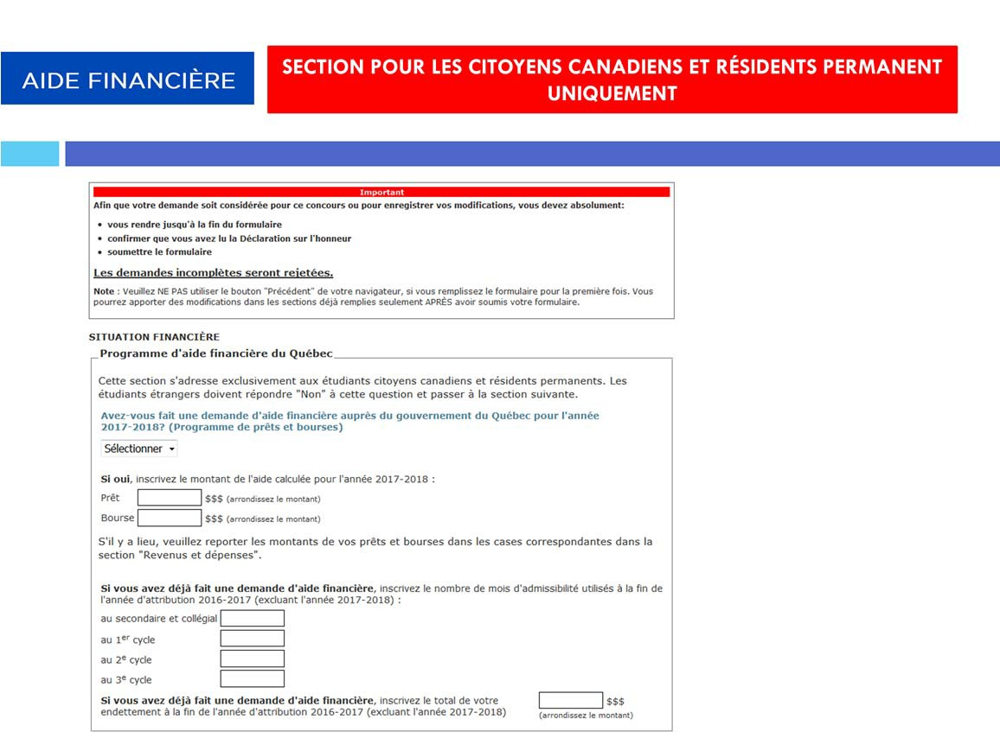 AIDE FINANCIÈRE
SECTION POUR LES CITOYENS CANADIENS ET RÉSIDENTS PERMANENT
UNIQUEMENT
Important
Afin que votre demande soit considérée pour ce concours ou pour enregistrer vos modifications, vous devez absolument:
• vous rendre jusqu'à la fin du formulaire
• confirmer que vous avez lu la Déclaration sur l'honneur
• soumettre le formulaire
Les demandes incomplètes seront rejetées.
Note : Veuillez NE PAS utiliser le bouton "Précédent" de votre navigateur, si vous remplissez le formulaire pour la première fois. Vous
pourrez apporter des modifications dans les sections déjà remplies seulement APRÈS avoir soumis votre formulaire.
SITUATION FINANCIÈRE
Programme d'aide financière du Québec
Cette section s'adresse exclusivement aux étudiants citoyens canadiens et résidents permanents. Les
étudiants étrangers doivent répondre "Non" à cette question et passer à la section suivante.
Avez-vous fait une demande d'aide financière auprès du gouvernement du Québec pour l'année
2017-2018? (Programme de prêts et bourses)
Sélectionner
Si oui, inscrivez le montant de l'aide calculée pour l'année 2017-2018 :
Prêt $$$ (arrondissez le montant)
Bourse $$$ (arrondissez le montant)
S'il y a lieu, veuillez reporter les montants de vos prêts et bourses dans les cases correspondantes dans la
section "Revenus et dépenses".
Si vous avez déjà fait une demande d'aide financière, inscrivez le nombre de mois d'admissibilité utilisés à la fin de
l'année d'attribution 2016-2017 (excluant l'année 2017-2018) :
au secondaire et collégial
au 1er cycle
au 2e cycle
au 3e cycle
Si vous avez déjà fait une demande d'aide financière, inscrivez le total de votre
endettement à la fin de l'année d'attribution 2016-2017 (excluant l'année 2017-2018)
$$$
(arrondissez le montant)